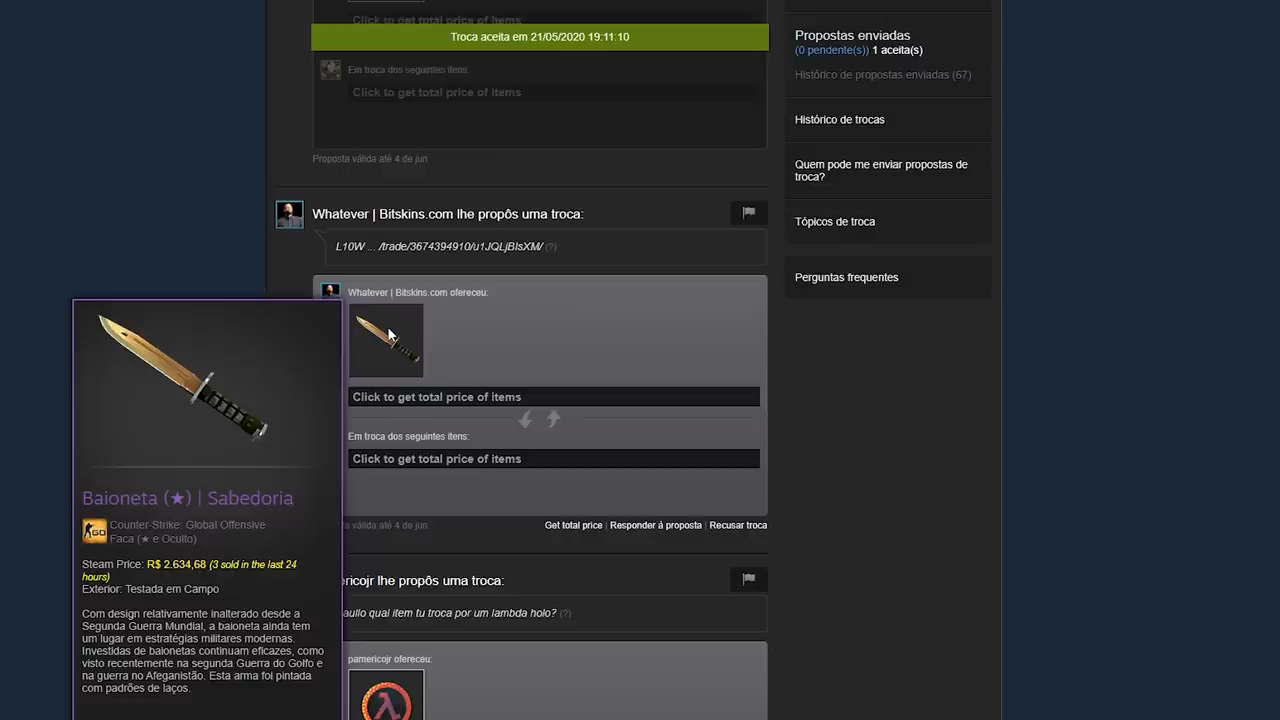 Click to get total price of items
Troca aceita em 21/05/2020 19:11:10
Em troca dos seguintes itens:
Click to get total price of items
Proposta válida até 4 de jun
Whatever | Bitskins.com lhe propôs uma troca:
L10W ... /trade/3674394910/u1JQLjBIsXM/ (?)
Whatever | Bitskins.com ofereceu:
Click to get total price of items
Em troca dos seguintes itens:
Click to get total price of items
válida até 4 de jun
Get total price | Responder à proposta | Recusar troca
ericojr lhe propôs uma troca:
aullo qual item tu troca por um lambda holo? (?)
pamericojr ofereceu:
Baioneta (★) | Sabedoria
GO
Counter-Strike: Global Offensive
Faca (★ e Oculto)
Steam Price: R$ 2.634,68 (3 sold in the last 24
hours)
Exterior: Testada em Campo
Com design relativamente inalterado desde a
Segunda Guerra Mundial, a baioneta ainda tem
um lugar em estratégias militares modernas.
Investidas de baionetas continuam eficazes, como
visto recentemente na segunda Guerra do Golfo e
na guerra no Afeganistão. Esta arma foi pintada
com padrões de laços.
Propostas enviadas
(0 pendente(s)) 1 aceita(s)
Histórico de propostas enviadas (67)
Histórico de trocas
Quem pode me enviar propostas de
troca?
Tópicos de troca
Perguntas frequentes